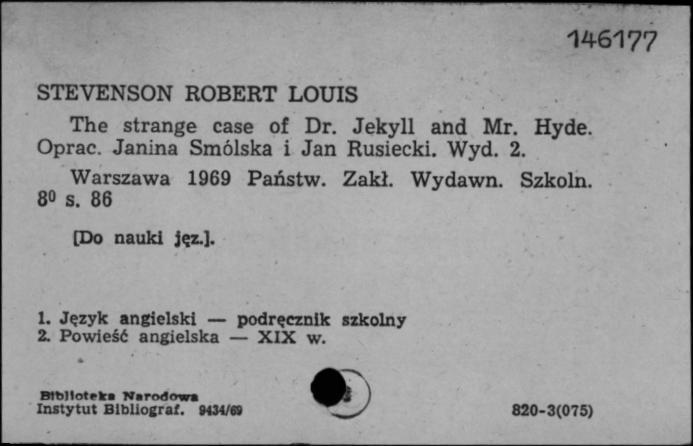 146177
STEVENSON ROBERT LOUIS
The strange case of Dr. Jekyll and Mr. Hyde.
Oprac. Janina Smólska i Jan Rusiecki. Wyd. 2.
Warszawa 1969 Państw. Zakł. Wydawn. Szkoln.
8⁰ s. 86
[Do nauki jęz.].
1. Język angielski — podręcznik szkolny
2. Powieść angielska — XIX w.
Biblioteka Narodowa
Instytut Bibliograf. 9434/69
820-3(075)